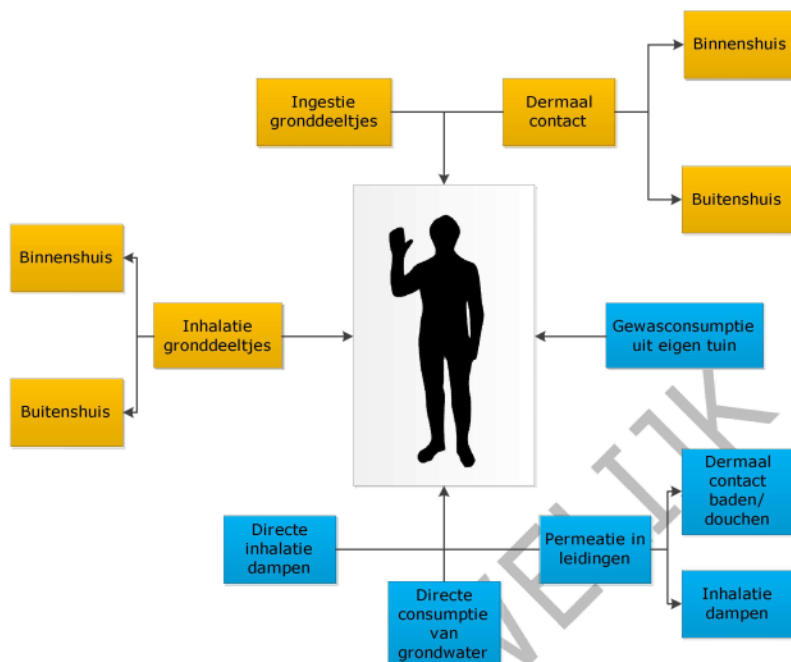 Binnenshuis
Ingestie
gronddeeltjes
Dermaal
contact
Buitenshuis
Binnenshuis
Inhalatie
gronddeeltjes
Gewasconsumptie
uit eigen tuin
Buitenshuis
Dermaal
contact
baden/
douchen
Directe
inhalatie
dampen
Permeatie in
leidingen
Directe
consumptie
van
grondwater
Inhalatie
dampen
VELIJK